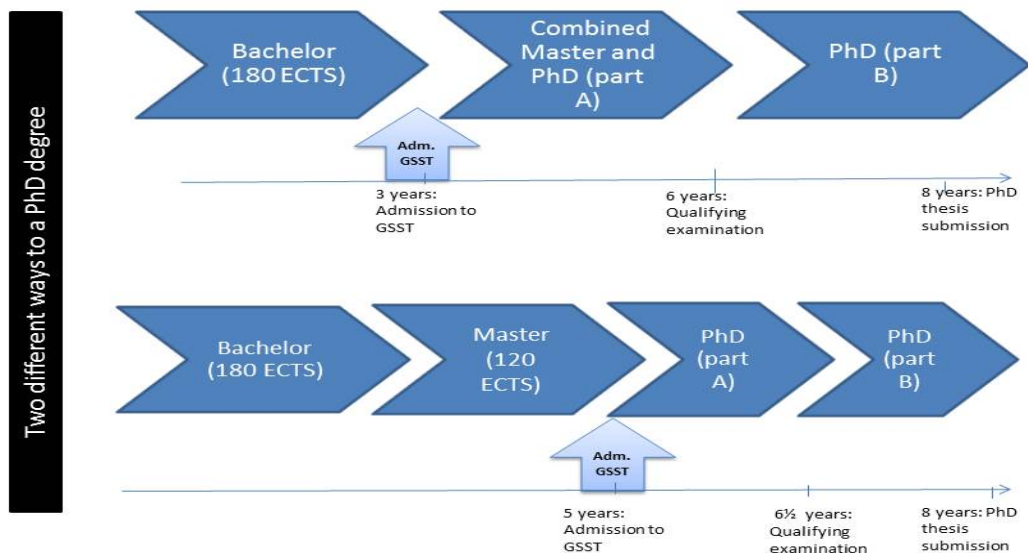 Two different ways to a PhD degree
Bachelor
(180 ECTS)
Combined
Master and
PhD (part
A)
PhD (part
B)
Adm.
GSST
3 years:
Admission to
GSST
6 years:
Qualifying
examination
8 years: PhD
thesis
submission
Bachelor
(180 ECTS)
Master
(120
ECTS)
PhD
(part
A)
PhD
(part
B)
Adm.
GSST
5 years:
Admission to
GSST
6½ years:
Qualifying
examination
8 years: PhD
thesis
submission